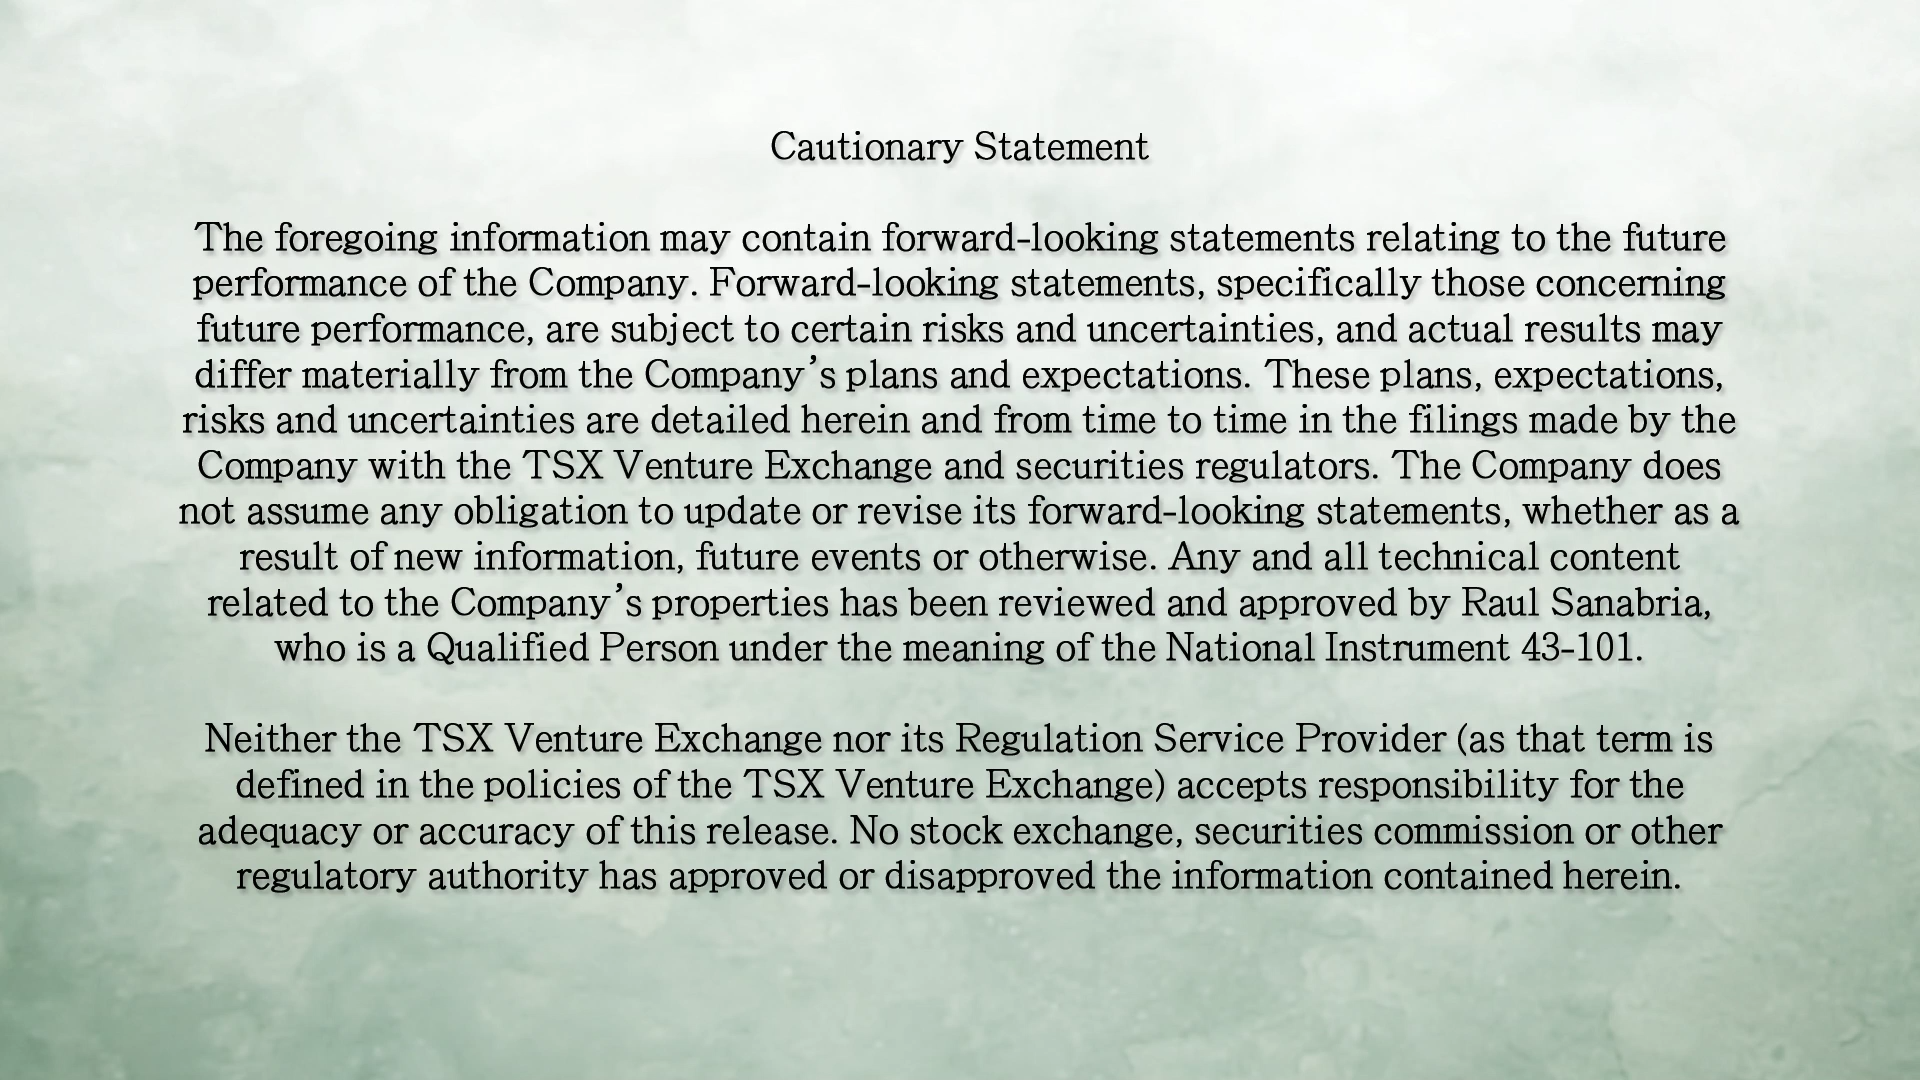 Cautionary Statement
The foregoing information may contain forward-looking statements relating to the future
performance of the Company. Forward-looking statements, specifically those concerning
future performance, are subject to certain risks and uncertainties, and actual results may
differ materially from the Company’s plans and expectations. These plans, expectations,
risks and uncertainties are detailed herein and from time to time in the filings made by the
Company with the TSX Venture Exchange and securities regulators. The Company does
not assume any obligation to update or revise its forward-looking statements, whether as a
result of new information, future events or otherwise. Any and all technical content
related to the Company’s properties has been reviewed and approved by Raul Sanabria,
who is a Qualified Person under the meaning of the National Instrument 43-101.
Neither the TSX Venture Exchange nor its Regulation Service Provider (as that term is
defined in the policies of the TSX Venture Exchange) accepts responsibility for the
adequacy or accuracy of this release. No stock exchange, securities commission or other
regulatory authority has approved or disapproved the information contained herein.